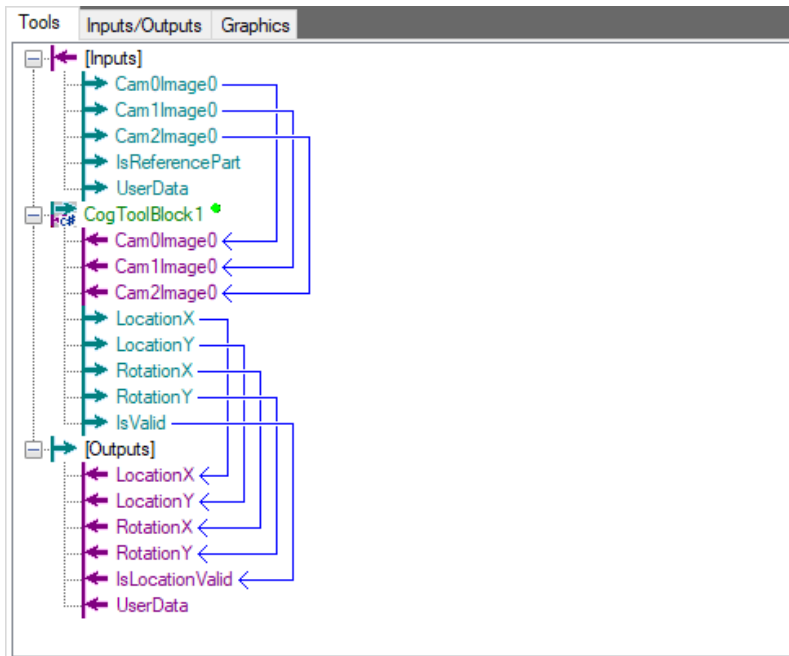 Tools Inputs/Outputs Graphics
[Inputs]
Cam0Image0
Cam1Image0
Cam2Image0
IsReferencePart
UserData
c# CogToolBlock1
Cam0Image0
Cam1Image0
Cam2Image0
LocationX
LocationY
RotationX
RotationY
IsValid
[Outputs]
LocationX
LocationY
RotationX
RotationY
IsLocationValid
UserData